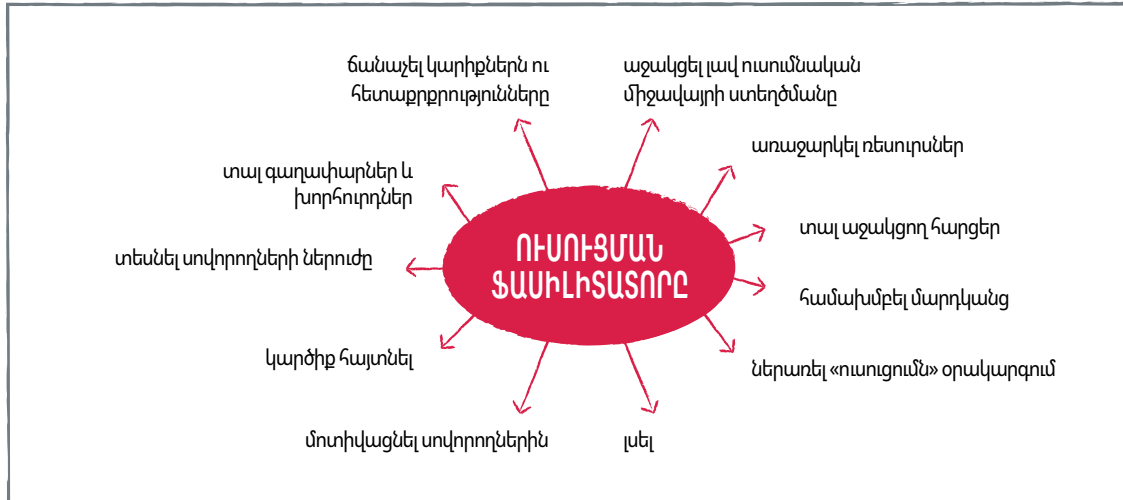 ճանաչել կարիքներն ու
հետաքրքրությունները
աջակցել լավ ուսումնական
միջավայրի ստեղծմանը
առաջարկել ռեսուրսներ
տալ գաղափարներ և
խորհուրդներ
տալ աջակցող հարցեր
տեսնել սովորողների ներուժը
ՈՒՍՈՒՑՄԱՆ
ՖԱՍԻԼԻՏԱՏՈՐԸ
համախմբել մարդկանց
կարծիք հայտնել
ներառել «ուսուցումն» օրակարգում
մոտիվացնել սովորողներին
լսել